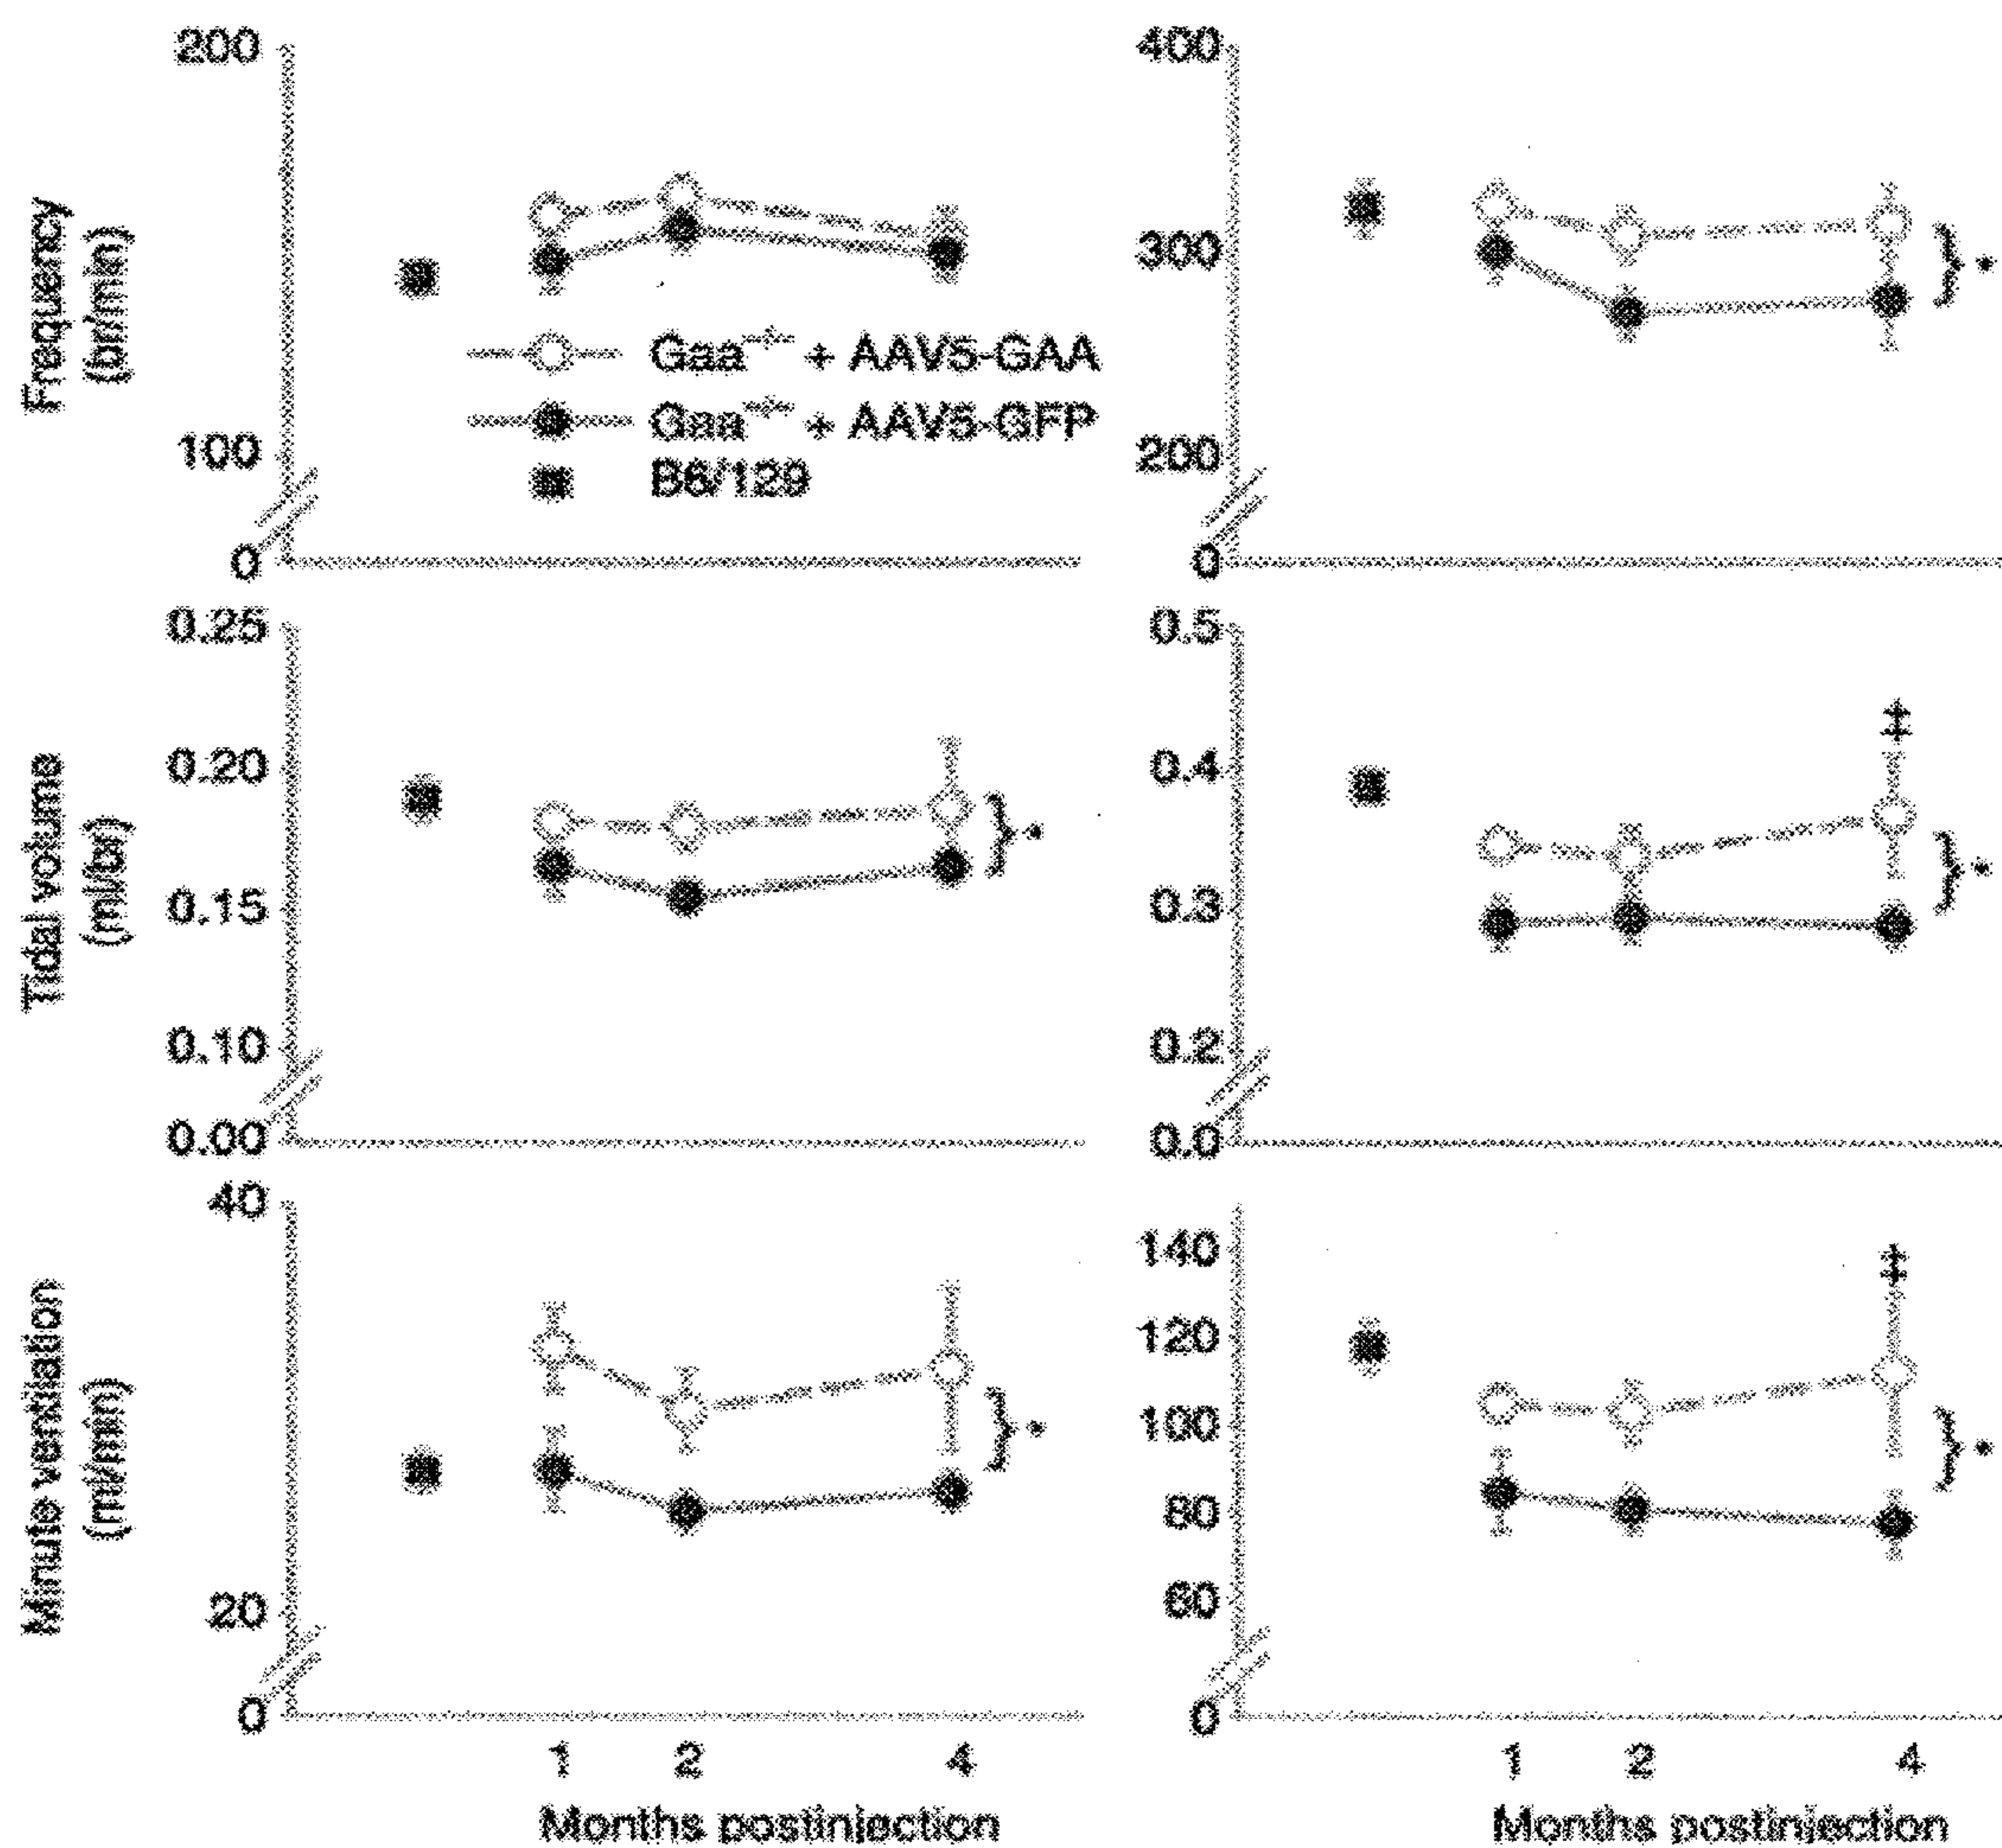 200
Frequency
(br/min)
100
0
Gaa-/- + AAV5-GAA
Gaa-/- + AAV5-GFP
B6/129
400
300
200
0
*
0.25
Tidal volume
(ml/br)
0.20
0.15
0.10
0.00
*
0.5
0.4
0.3
0.2
0.0
‡
*
40
Minute ventilation
(ml/min)
20
0
*
140
120
100
80
60
0
‡
*
1 2 4
Months postinjection
1 2 4
Months postinjection